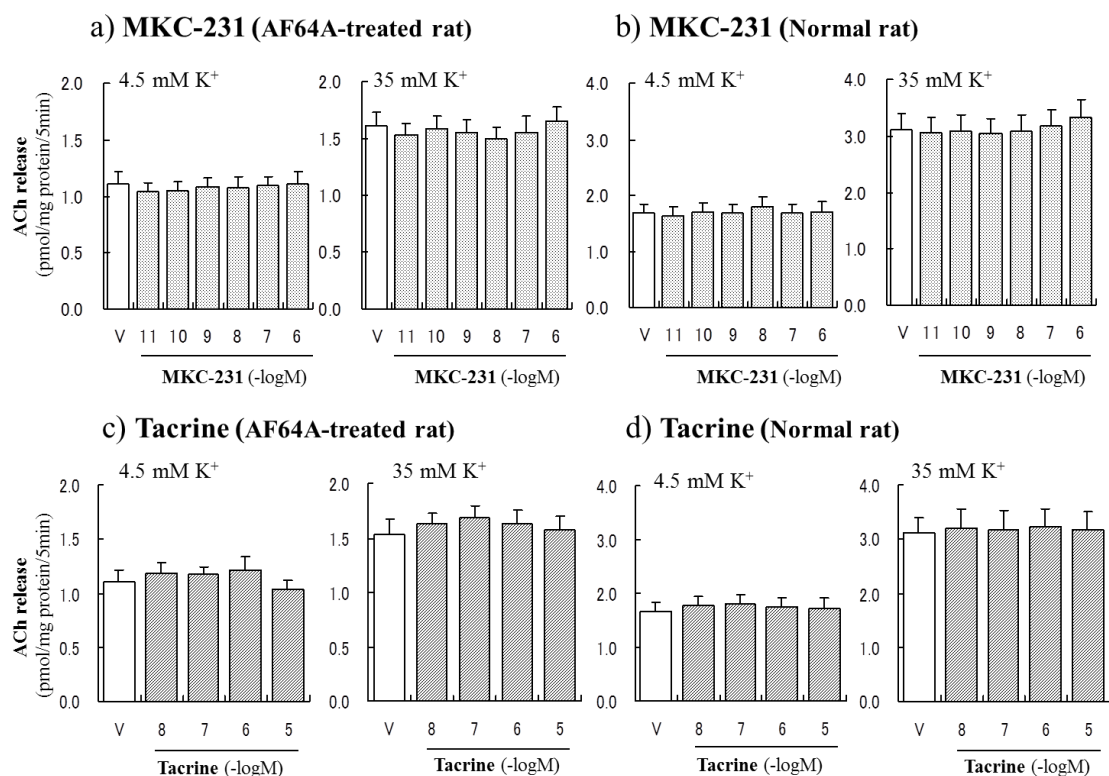 a) MKC-231 (AF64A-treated rat)
b) MKC-231 (Normal rat)
4.5 mM K⁺
35 mM K⁺
4.5 mM K⁺
35 mM K⁺
ACh release
(pmol/mg protein/5min)
2.0
1.5
1.0
0.5
0.0
2.0
1.5
1.0
0.5
0.0
4.0
3.0
2.0
1.0
0.0
4.0
3.0
2.0
1.0
0.0
V 11 10 9 8 7 6
V 11 10 9 8 7 6
V 11 10 9 8 7 6
V 11 10 9 8 7 6
MKC-231 (-logM)
MKC-231 (-logM)
MKC-231 (-logM)
MKC-231 (-logM)
c) Tacrine (AF64A-treated rat)
d) Tacrine (Normal rat)
4.5 mM K⁺
35 mM K⁺
4.5 mM K⁺
35 mM K⁺
ACh release
(pmol/mg protein/5min)
2.0
1.5
1.0
0.5
0.0
2.0
1.5
1.0
0.5
0.0
4.0
3.0
2.0
1.0
0.0
4.0
3.0
2.0
1.0
0.0
V 8 7 6 5
V 8 7 6 5
V 8 7 6 5
V 8 7 6 5
Tacrine (-logM)
Tacrine (-logM)
Tacrine (-logM)
Tacrine (-logM)